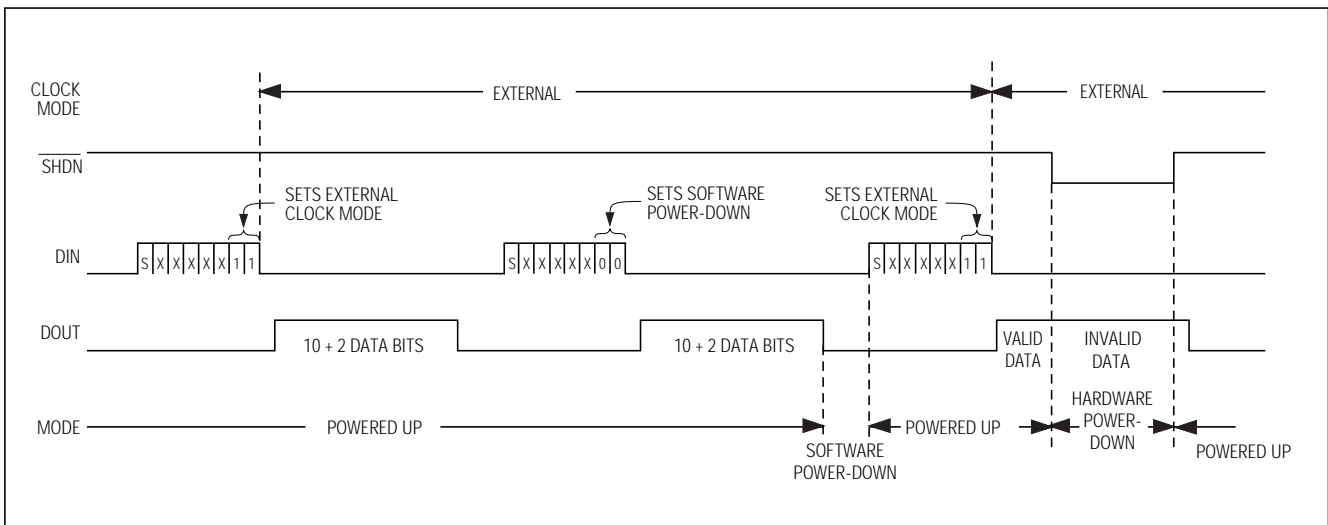 CLOCK
MODE
EXTERNAL
EXTERNAL
SHDN
SETS EXTERNAL
CLOCK MODE
SETS SOFTWARE
POWER-DOWN
SETS EXTERNAL
CLOCK MODE
DIN
S X X X X X 1 1
S X X X X X 0 0
S X X X X X 1 1
DOUT
10 + 2 DATA BITS
10 + 2 DATA BITS
VALID
DATA
INVALID
DATA
MODE
POWERED UP
SOFTWARE
POWER-DOWN
POWERED UP
HARDWARE
POWER-
DOWN
POWERED UP